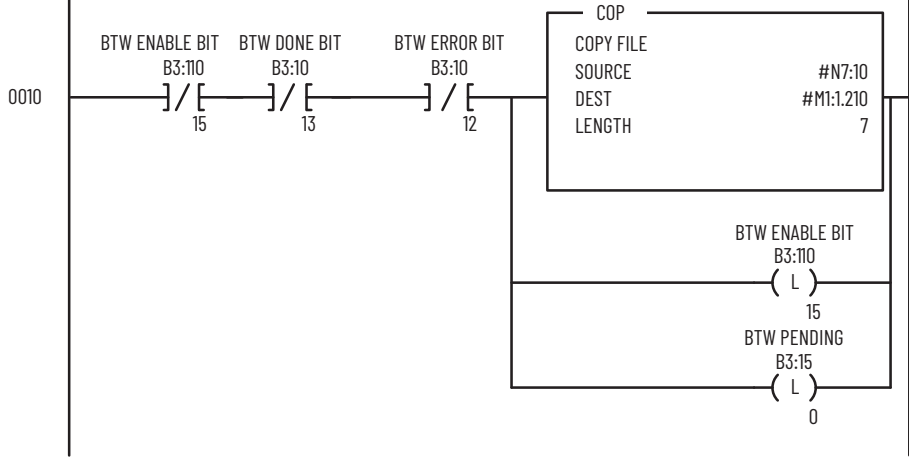 COP
COPY FILE
SOURCE #N7:10
DEST #M1:1.210
LENGTH 7
BTW ENABLE BIT BTW DONE BIT BTW ERROR BIT
B3:110 B3:10 B3:10
0010
15 13 12
BTW ENABLE BIT
B3:110
L
15
BTW PENDING
B3:15
L
0